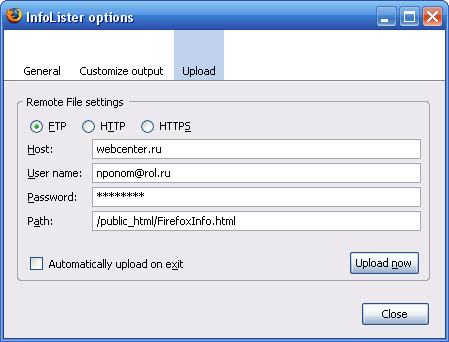 InfoLister options
General Customize output Upload
Remote File settings
FTP HTTP HTTPS
Host: webcenter.ru
User name: nponom@rol.ru
Password: ********
Path: /public_html/FirefoxInfo.html
Automatically upload on exit Upload now
Close